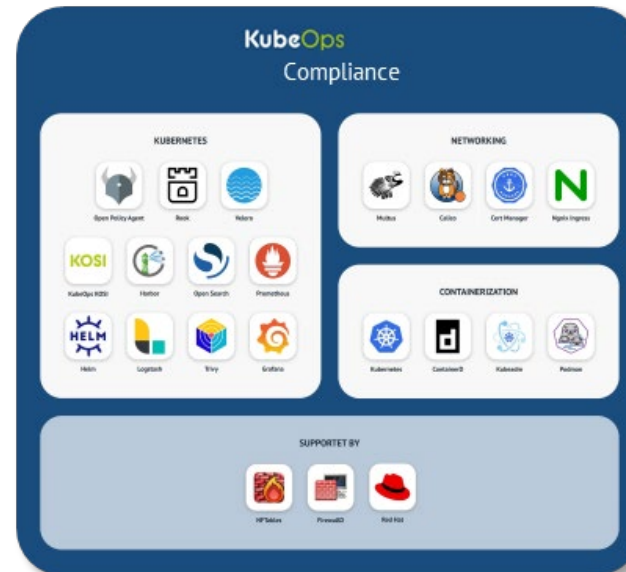 KubeOps
Compliance
KUBERNETES
Open Policy Agent Rook Velero
KOSI
KubeOps KOSI Harbor Open Search Prometheus
HELM
Helm Logstash Trivy Grafana
NETWORKING
N
Multus Calico Cert Manager Nginx Ingress
CONTAINERIZATION
d
Kubernetes ContainerD Kubeadm Podman
SUPPORTET BY
NFTables FirewallD Red Hat